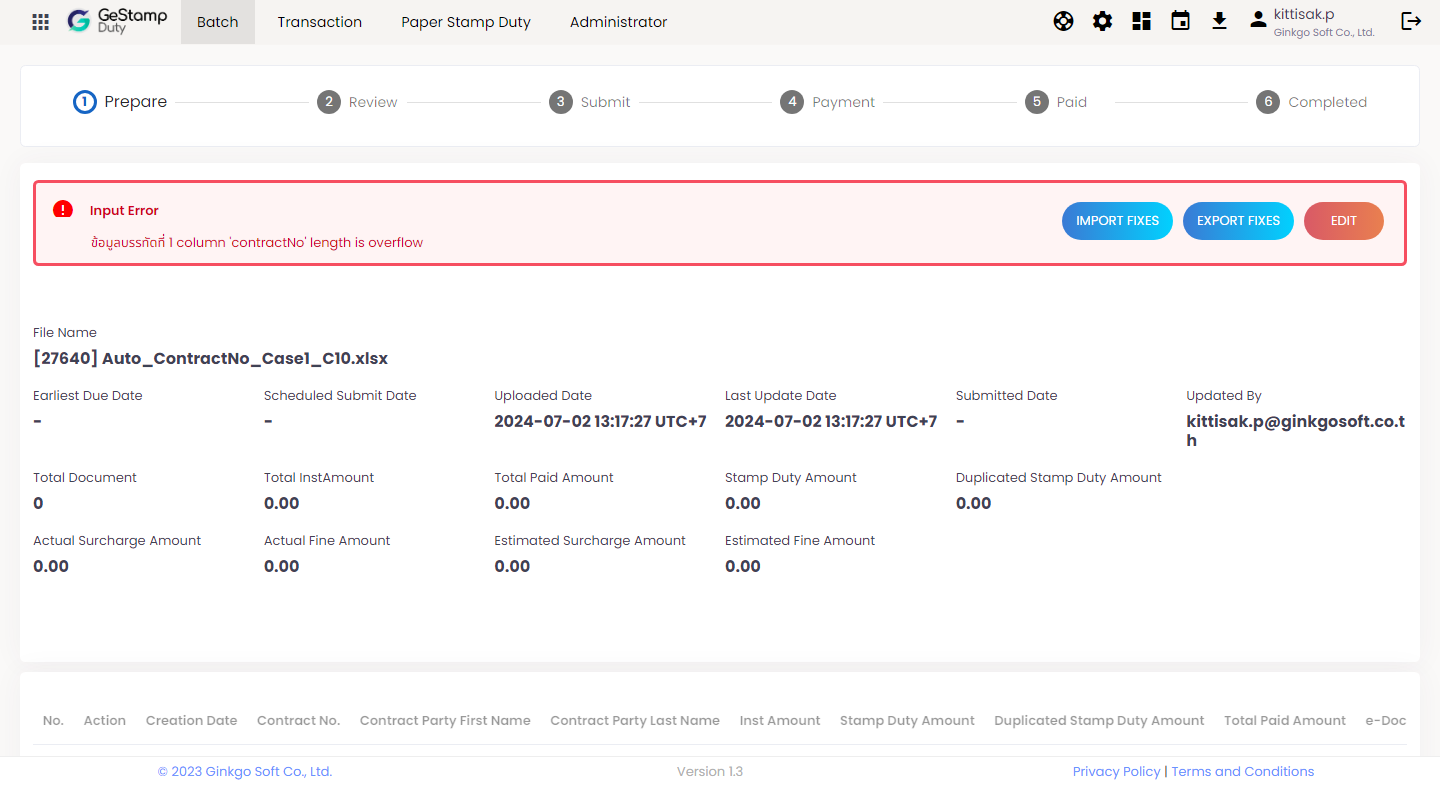 GeStamp
Duty
Batch
Transaction
Paper Stamp Duty
Administrator
kittisak.p
Ginkgo Soft Co., Ltd.
1 Prepare
2 Review
3 Submit
4 Payment
5 Paid
6 Completed
Input Error
ข้อมูลบรรทัดที่ 1 column 'contractNo' length is overflow
IMPORT FIXES
EXPORT FIXES
EDIT
File Name
[27640] Auto_ContractNo_Case1_C10.xlsx
Earliest Due Date
-
Scheduled Submit Date
-
Uploaded Date
2024-07-02 13:17:27 UTC+7
Last Update Date
2024-07-02 13:17:27 UTC+7
Submitted Date
-
Updated By
kittisak.p@ginkgosoft.co.t
h
Total Document
0
Total InstAmount
0.00
Total Paid Amount
0.00
Stamp Duty Amount
0.00
Duplicated Stamp Duty Amount
0.00
Actual Surcharge Amount
0.00
Actual Fine Amount
0.00
Estimated Surcharge Amount
0.00
Estimated Fine Amount
0.00
No. Action Creation Date Contract No. Contract Party First Name Contract Party Last Name Inst Amount Stamp Duty Amount Duplicated Stamp Duty Amount Total Paid Amount e-Doc
© 2023 Ginkgo Soft Co., Ltd.
Version 1.3
Privacy Policy | Terms and Conditions